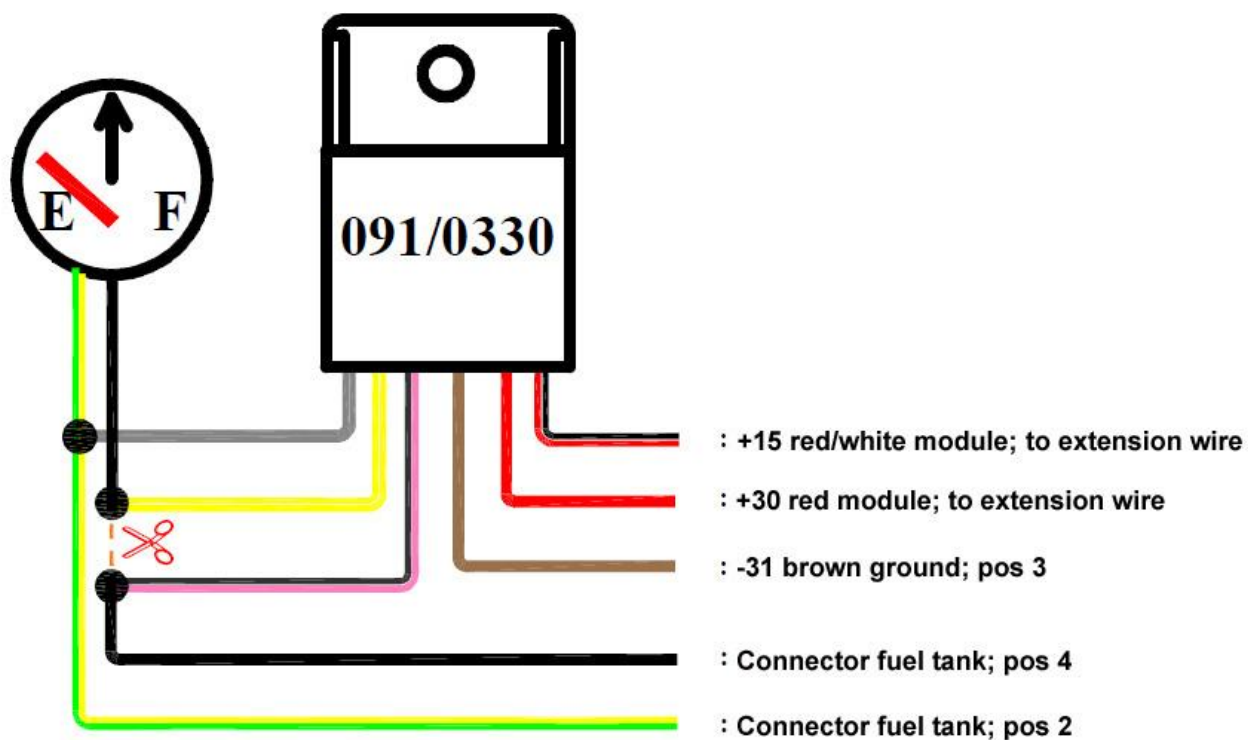 E F
091/0330
: +15 red/white module; to extension wire
: +30 red module; to extension wire
: -31 brown ground; pos 3
: Connector fuel tank; pos 4
: Connector fuel tank; pos 2